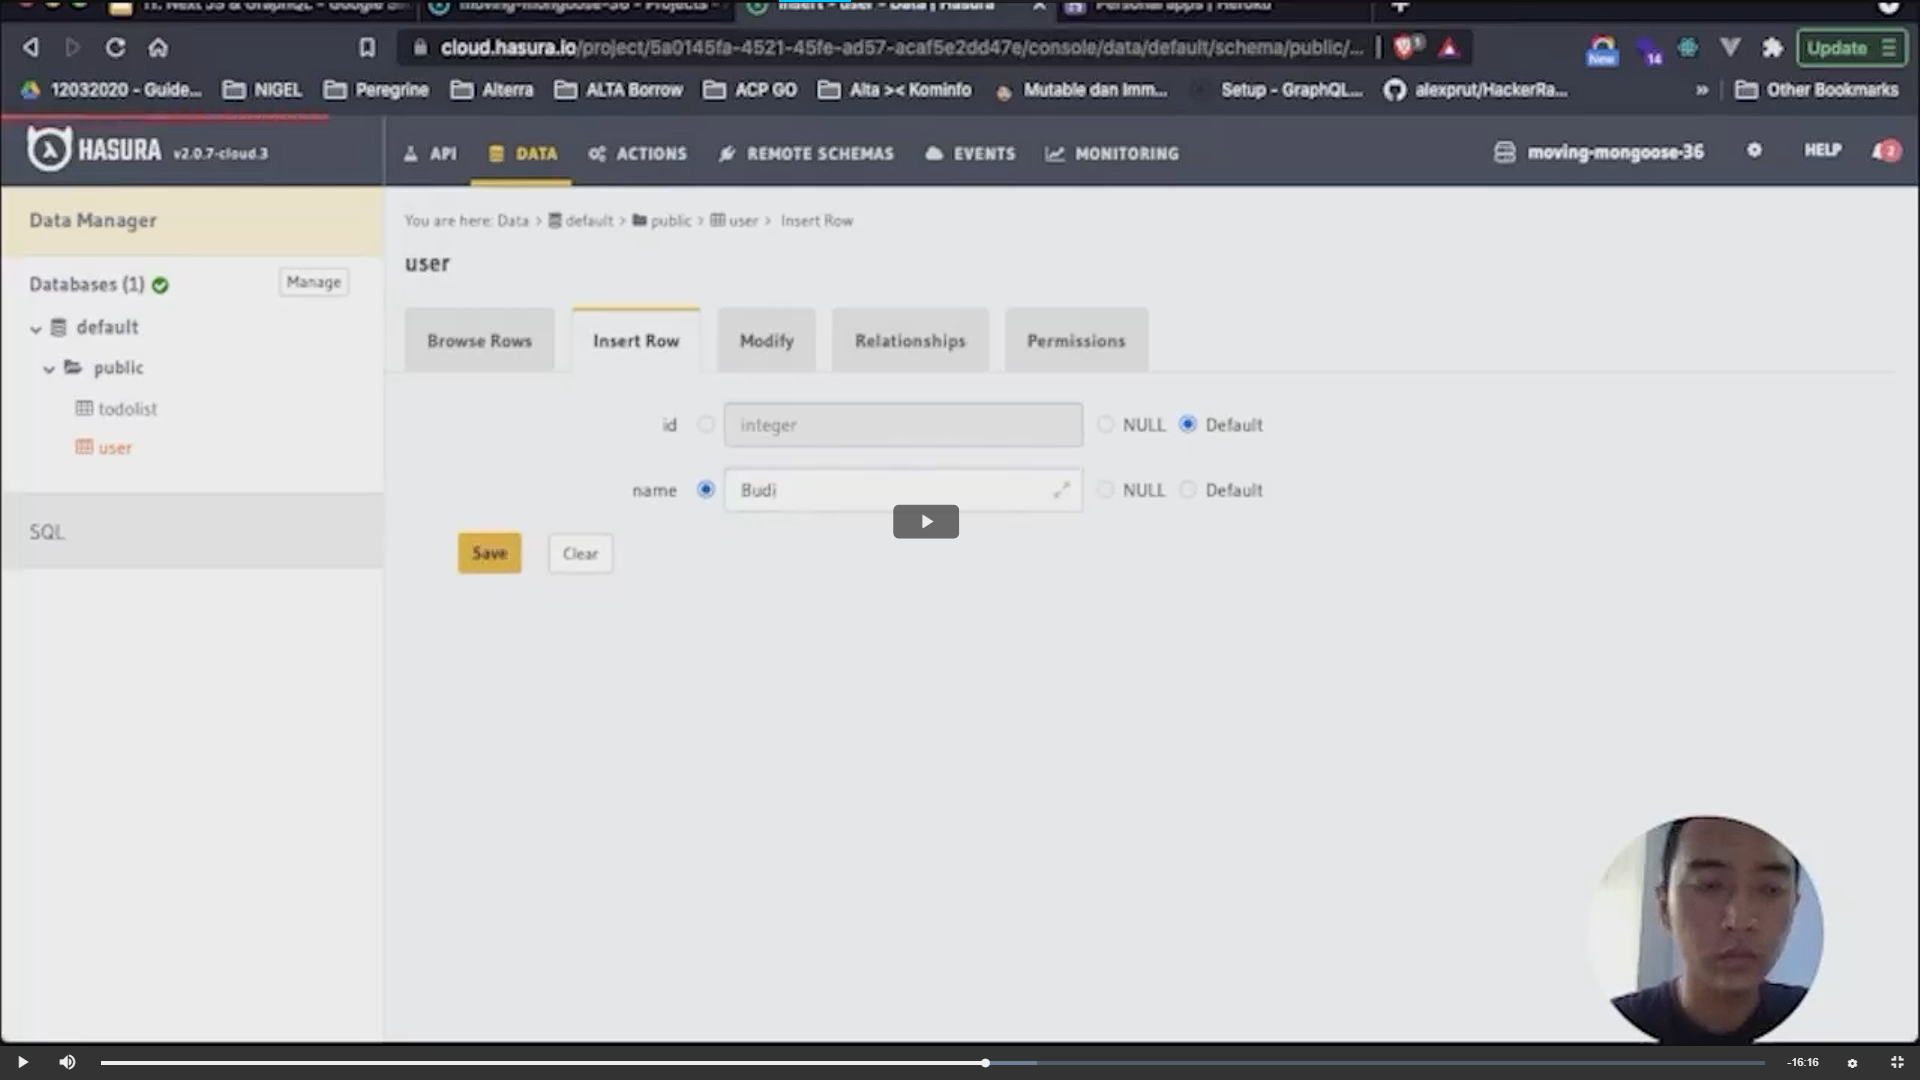 11. Next JS & GraphQL - Google Sl
moving-mongoose-36 - Projects
Insert - user - Data | Hasura
Personal apps | Heroku
cloud.hasura.io/project/5a0145fa-4521-45fe-ad57-acaf5e2dd47e/console/data/default/schema/public/...
1
New
14
Update
12032020 - Guide...
NIGEL
Peregrine
Alterra
ALTA Borrow
ACP GO
Alta >< Kominfo
Mutable dan Imm...
Setup - GraphQL...
alexprut/HackerRa...
»
Other Bookmarks
HASURA v2.0.7-cloud.3
API
DATA
ACTIONS
REMOTE SCHEMAS
EVENTS
MONITORING
moving-mongoose-36
HELP
2
Data Manager
You are here: Data > default > public > user > Insert Row
user
Databases (1)
Manage
default
public
todolist
user
SQL
Browse Rows
Insert Row
Modify
Relationships
Permissions
id integer NULL Default
name Budi NULL Default
Save Clear
-16:16